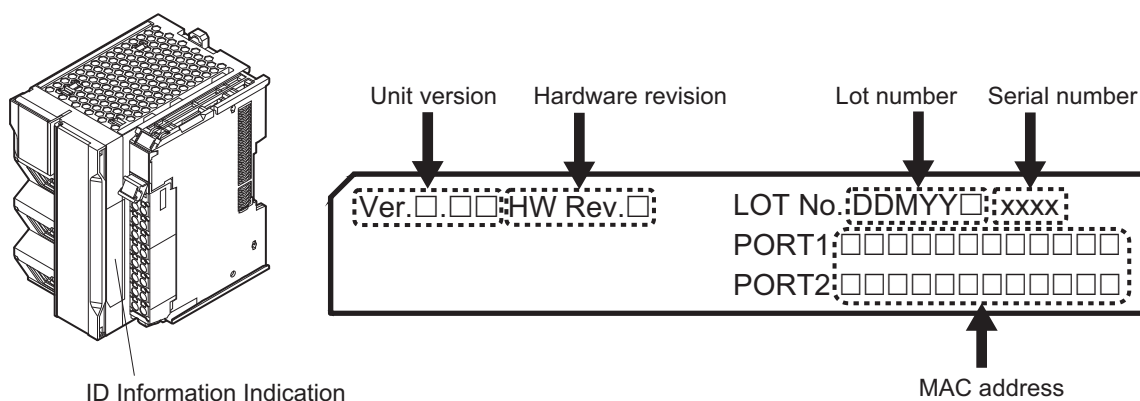 Unit version Hardware revision Lot number Serial number
Ver.□.□□ HW Rev.□ LOT No. DDMYY□ xxxx
PORT1 □□□□□□□□□□□□
PORT2 □□□□□□□□□□□□
ID Information Indication MAC address